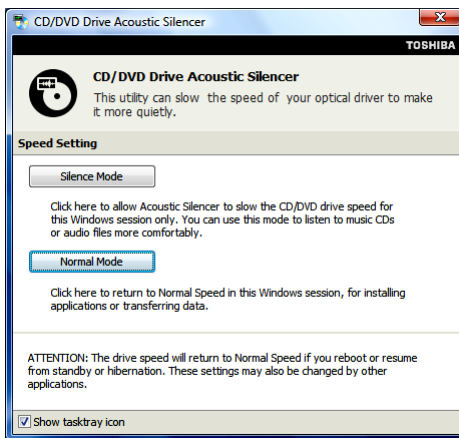 CD/DVD Drive Acoustic Silencer
TOSHIBA
CD/DVD Drive Acoustic Silencer
This utility can slow the speed of your optical driver to make
it more quietly.
Speed Setting
Silence Mode
Click here to allow Acoustic Silencer to slow the CD/DVD drive speed for
this Windows session only. You can use this mode to listen to music CDs
or audio files more comfortably.
Normal Mode
Click here to return to Normal Speed in this Windows session, for installing
applications or transferring data.
ATTENTION: The drive speed will return to Normal Speed if you reboot or resume
from standby or hibernation. These settings may also be changed by other
applications.
Show tasktray icon